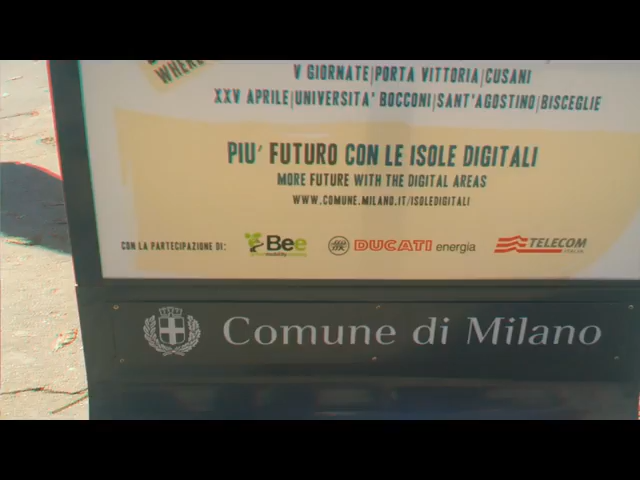 WHERE
V GIORNATE|PORTA VITTORIA|CUSANI
XXV APRILE|UNIVERSITA' BOCCONI|SANT'AGOSTINO|BISCEGLIE
PIU' FUTURO CON LE ISOLE DIGITALI
MORE FUTURE WITH THE DIGITAL AREAS
WWW.COMUNE.MILANO.IT/ISOLEDIGITALI
CON LA PARTECIPAZIONE DI: Bee DUCATI energia TELECOM
ITALIA
Comune di Milano